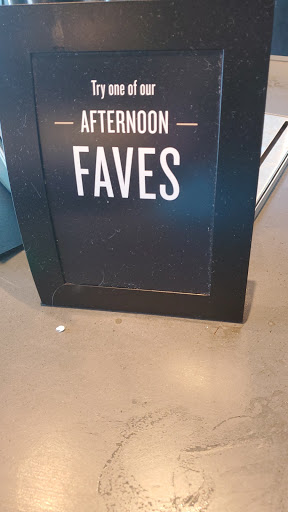 Try one of our
— AFTERNOON —
FAVES